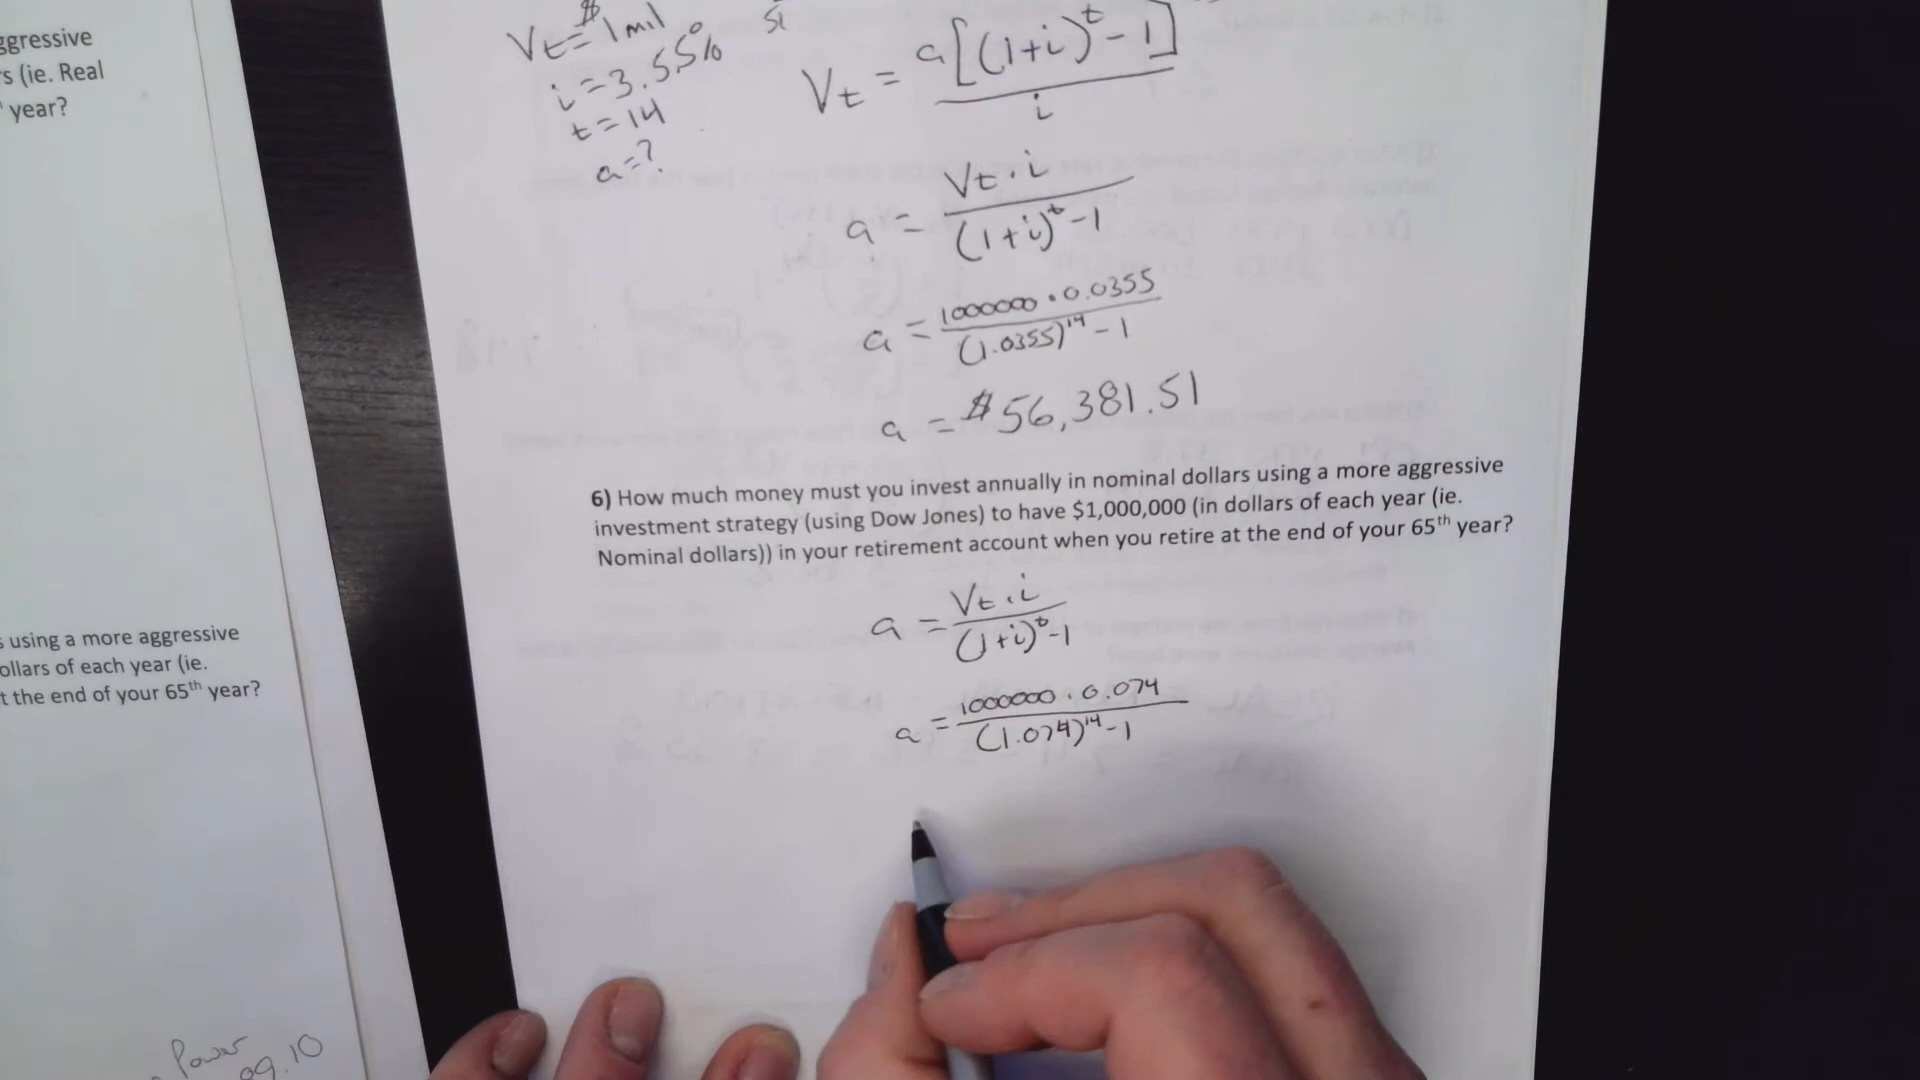 ggressive
s (ie. Real
year?
s using a more aggressive
ollars of each year (ie.
t the end of your 65th year?
Power
09.10
Vt = $1 mil
i = 3.55%
t = 14
a = ?
Vt = a[(1+i)^t - 1] / i
a = Vt · i / (1+i)^t - 1
a = 1000000 · 0.0355 / (1.0355)^14 - 1
a = $56,381.51
6) How much money must you invest annually in nominal dollars using a more aggressive
investment strategy (using Dow Jones) to have $1,000,000 (in dollars of each year (ie.
Nominal dollars)) in your retirement account when you retire at the end of your 65th year?
a = Vt · i / (1+i)^t - 1
a = 1000000 · 0.074 / (1.074)^14 - 1